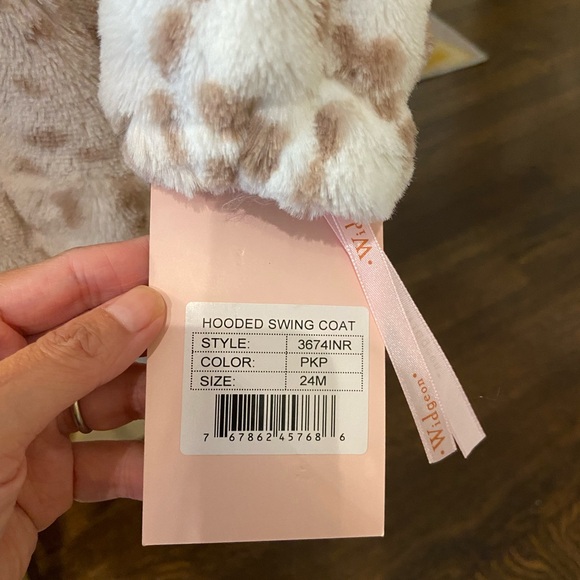 HOODED SWING COAT
STYLE: 3674INR
COLOR: PKP
SIZE: 24M
7 67862 45768 6
• Widgeon
• Widgeon®